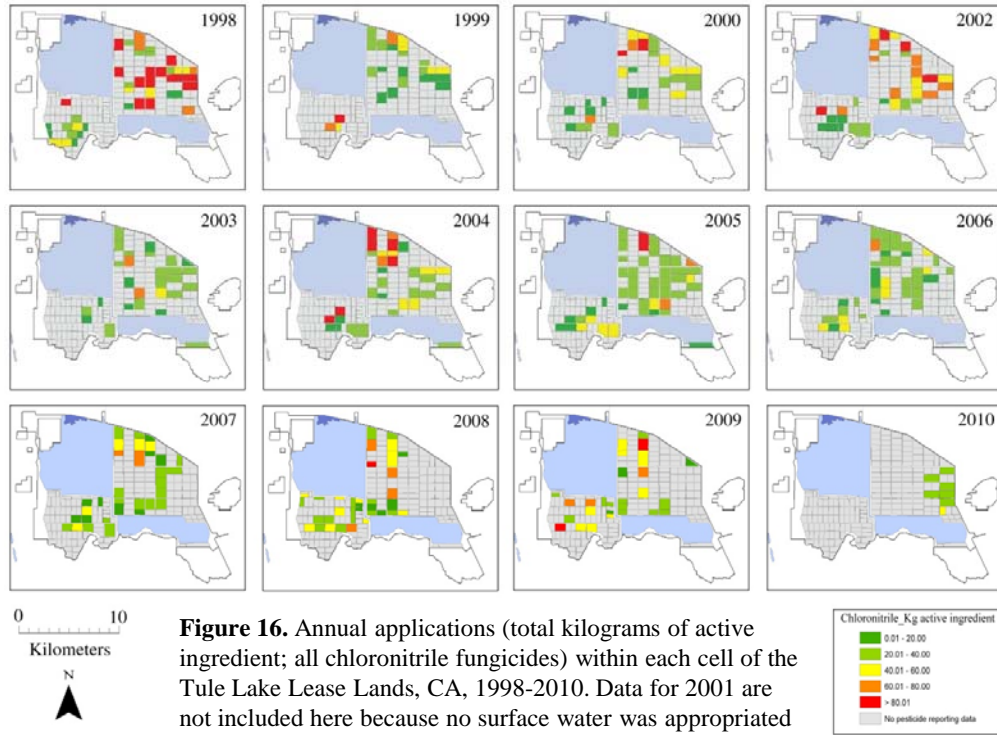 1998
1999
2000
2002
2003
2004
2005
2006
2007
2008
2009
2010
0 10
Kilometers
N
Figure 16. Annual applications (total kilograms of active
ingredient; all chloronitrile fungicides) within each cell of the
Tule Lake Lease Lands, CA, 1998-2010. Data for 2001 are
not included here because no surface water was appropriated
Chloronitrile_Kg active ingredient
0.01 - 20.00
20.01 - 40.00
40.01 - 60.00
60.01 - 80.00
> 80.01
No pesticide reporting data